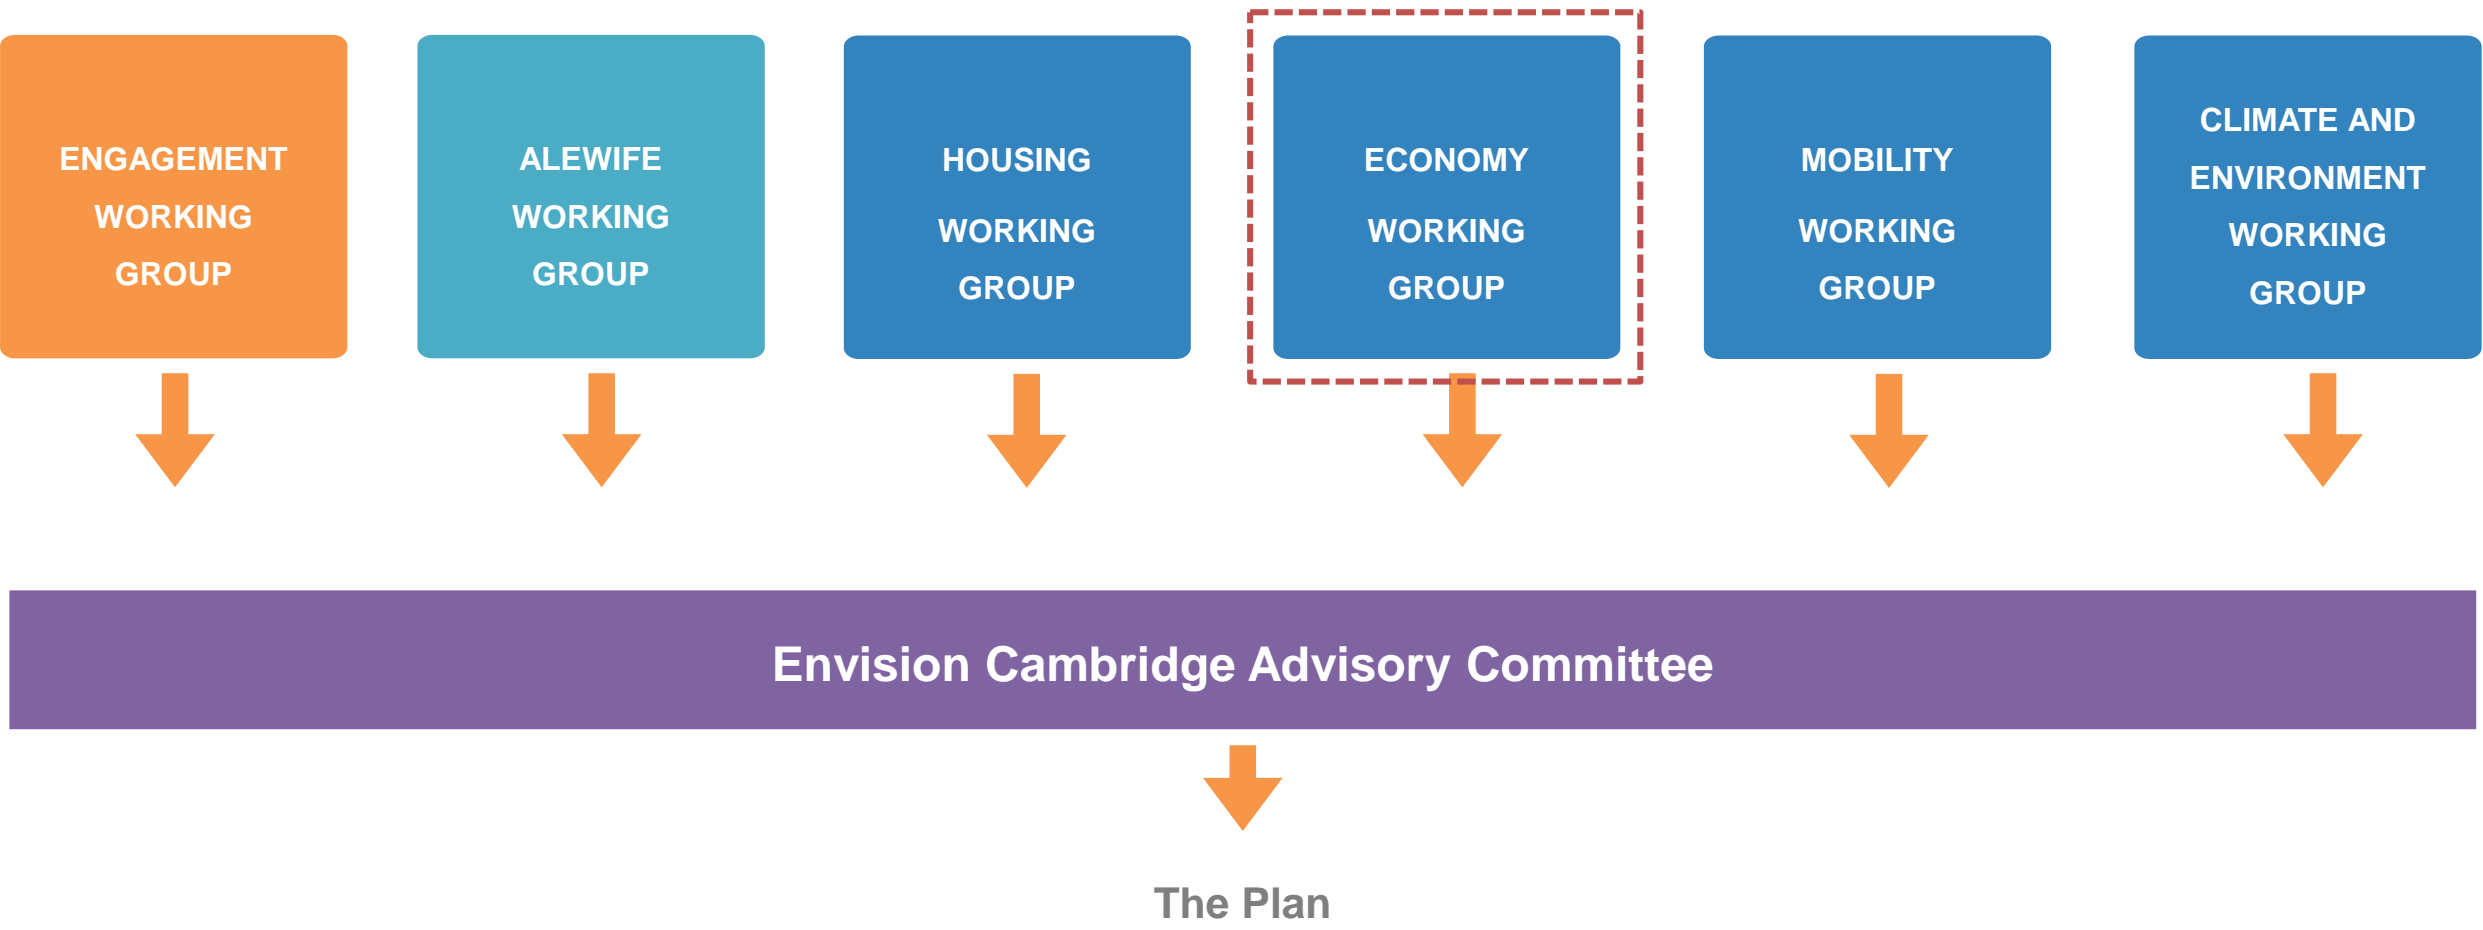 ENGAGEMENT
WORKING
GROUP
ALEWIFE
WORKING
GROUP
HOUSING
WORKING
GROUP
ECONOMY
WORKING
GROUP
MOBILITY
WORKING
GROUP
CLIMATE AND
ENVIRONMENT
WORKING
GROUP
Envision Cambridge Advisory Committee
The Plan